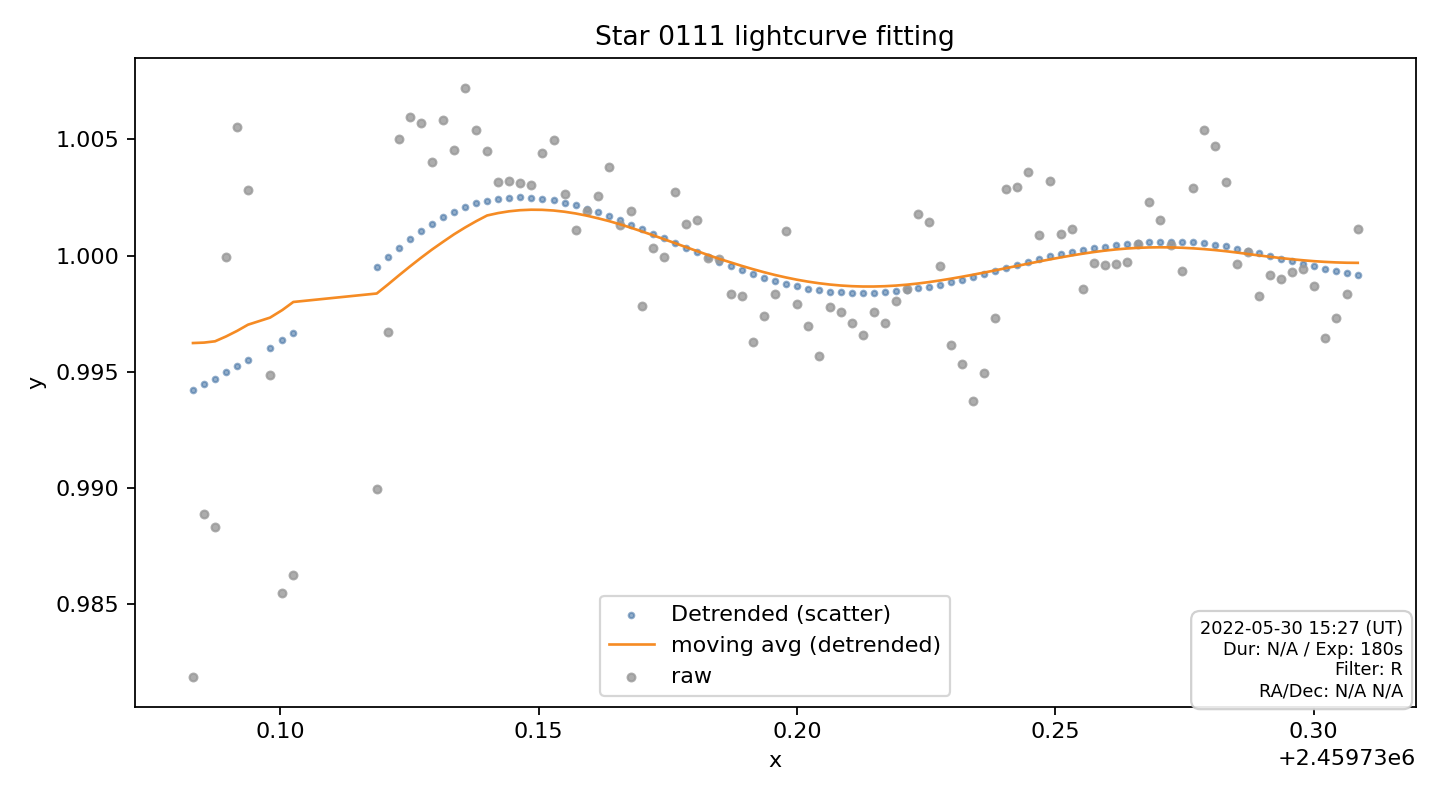 Star 0111 lightcurve fitting
y
1.005
1.000
0.995
0.990
0.985
Detrended (scatter)
moving avg (detrended)
raw
2022-05-30 15:27 (UT)
Dur: N/A / Exp: 180s
Filter: R
RA/Dec: N/A N/A
0.10 0.15 0.20 0.25 0.30
x
+2.45973e6